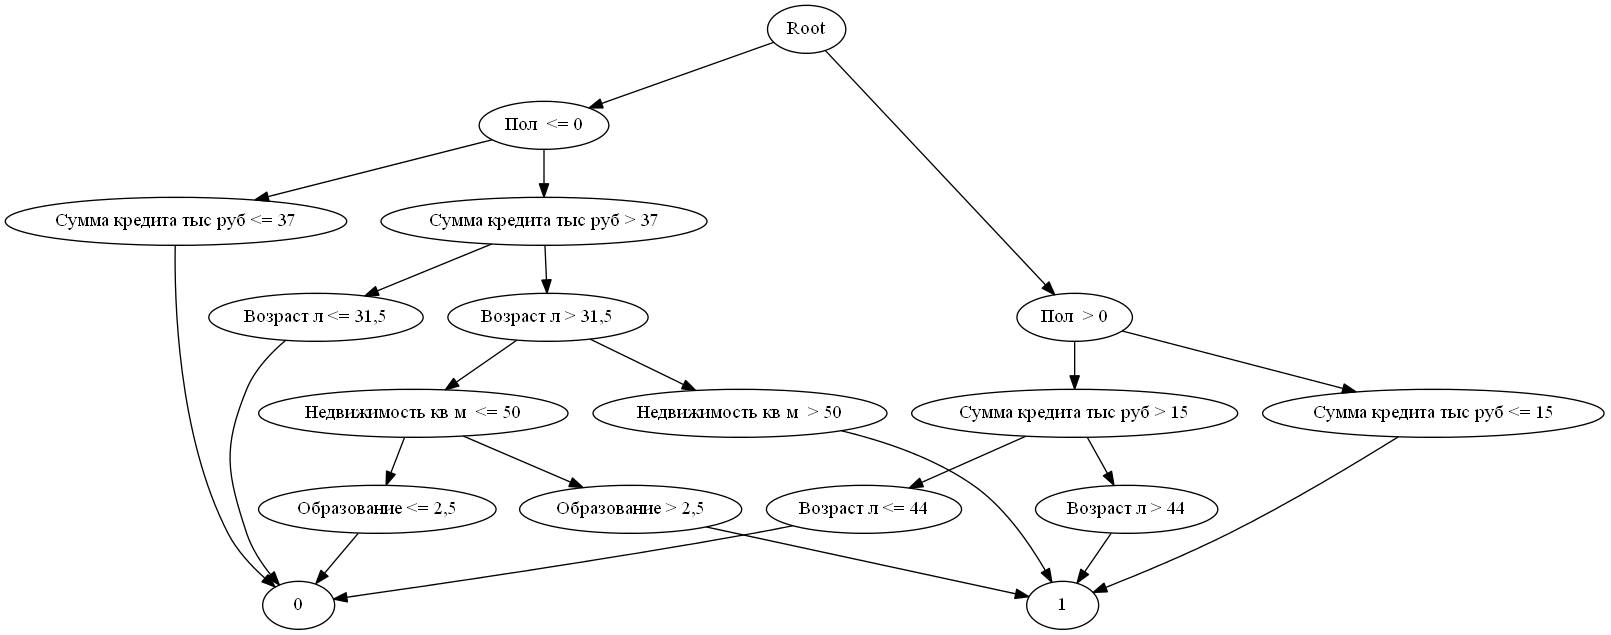 Root
Пол <= 0
Сумма кредита тыс руб <= 37
Сумма кредита тыс руб > 37
Возраст л <= 31,5
Возраст л > 31,5
Пол > 0
Недвижимость кв м <= 50
Недвижимость кв м > 50
Сумма кредита тыс руб > 15
Сумма кредита тыс руб <= 15
Образование <= 2,5
Образование > 2,5
Возраст л <= 44
Возраст л > 44
0
1